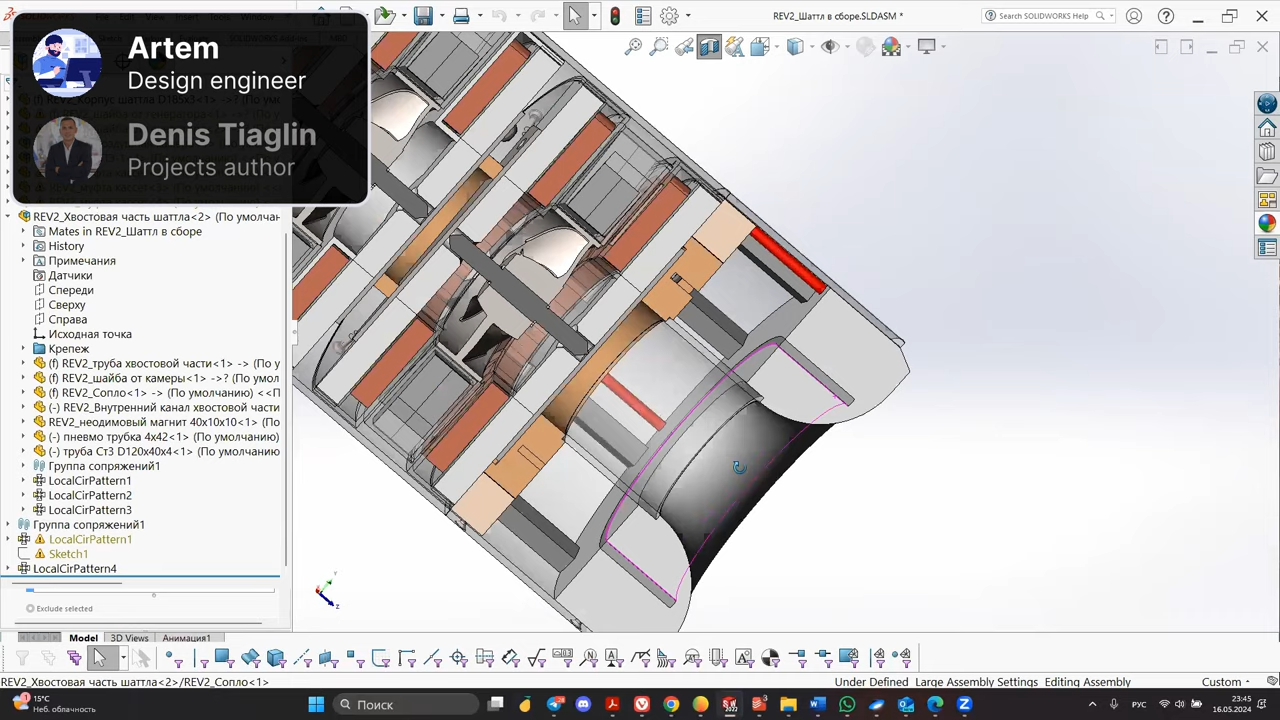 REV2_Шаттл в сборе.SLDASM *
Search SOLIDWORKS Help
Artem
Design engineer
Denis Tiaglin
Projects author
REV2_Хвостовая часть шаттла<2> (По умолчан
Mates in REV2_Шаттл в сборе
History
Примечания
Датчики
Спереди
Сверху
Справа
Исходная точка
Крепеж
(f) REV2_труба хвостовой части<1> -> (По у
(f) REV2_шайба от камеры<1> ->? (По умол
(f) REV2_Сопло<1> -> (По умолчанию) <<П
(-) REV2_Внутренний канал хвостовой части
REV2_неодимовый магнит 40x10x10<1> (По
(-) пневмо трубка 4x42<1> (По умолчанию)
(-) труба Ст3 D120x40x4<1> (По умолчанию)
Группа сопряжений1
LocalCirPattern1
LocalCirPattern2
LocalCirPattern3
Группа сопряжений1
LocalCirPattern1
Sketch1
LocalCirPattern4
Exclude selected
Model 3D Views Анимация1
REV2_Хвостовая часть шаттла<2>/REV2_Сопло<1>
Under Defined Large Assembly Settings Editing Assembly Custom
15°C
Неб. облачность
Поиск
РУС
23:45
16.05.2024